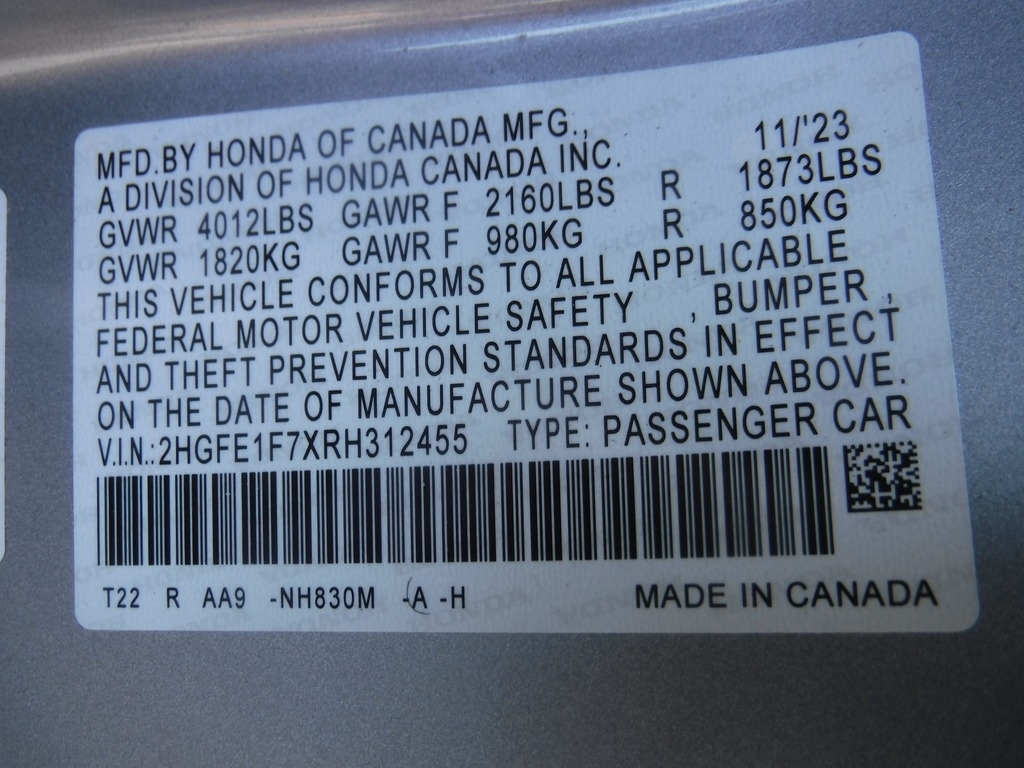 MFD.BY HONDA OF CANADA MFG., 11/'23
A DIVISION OF HONDA CANADA INC.
GVWR 4012LBS GAWR F 2160LBS R 1873LBS
GVWR 1820KG GAWR F 980KG R 850KG
THIS VEHICLE CONFORMS TO ALL APPLICABLE
FEDERAL MOTOR VEHICLE SAFETY , BUMPER ,
AND THEFT PREVENTION STANDARDS IN EFFECT
ON THE DATE OF MANUFACTURE SHOWN ABOVE.
V.I.N.:2HGFE1F7XRH312455 TYPE: PASSENGER CAR
T22 R AA9 -NH830M -A -H MADE IN CANADA